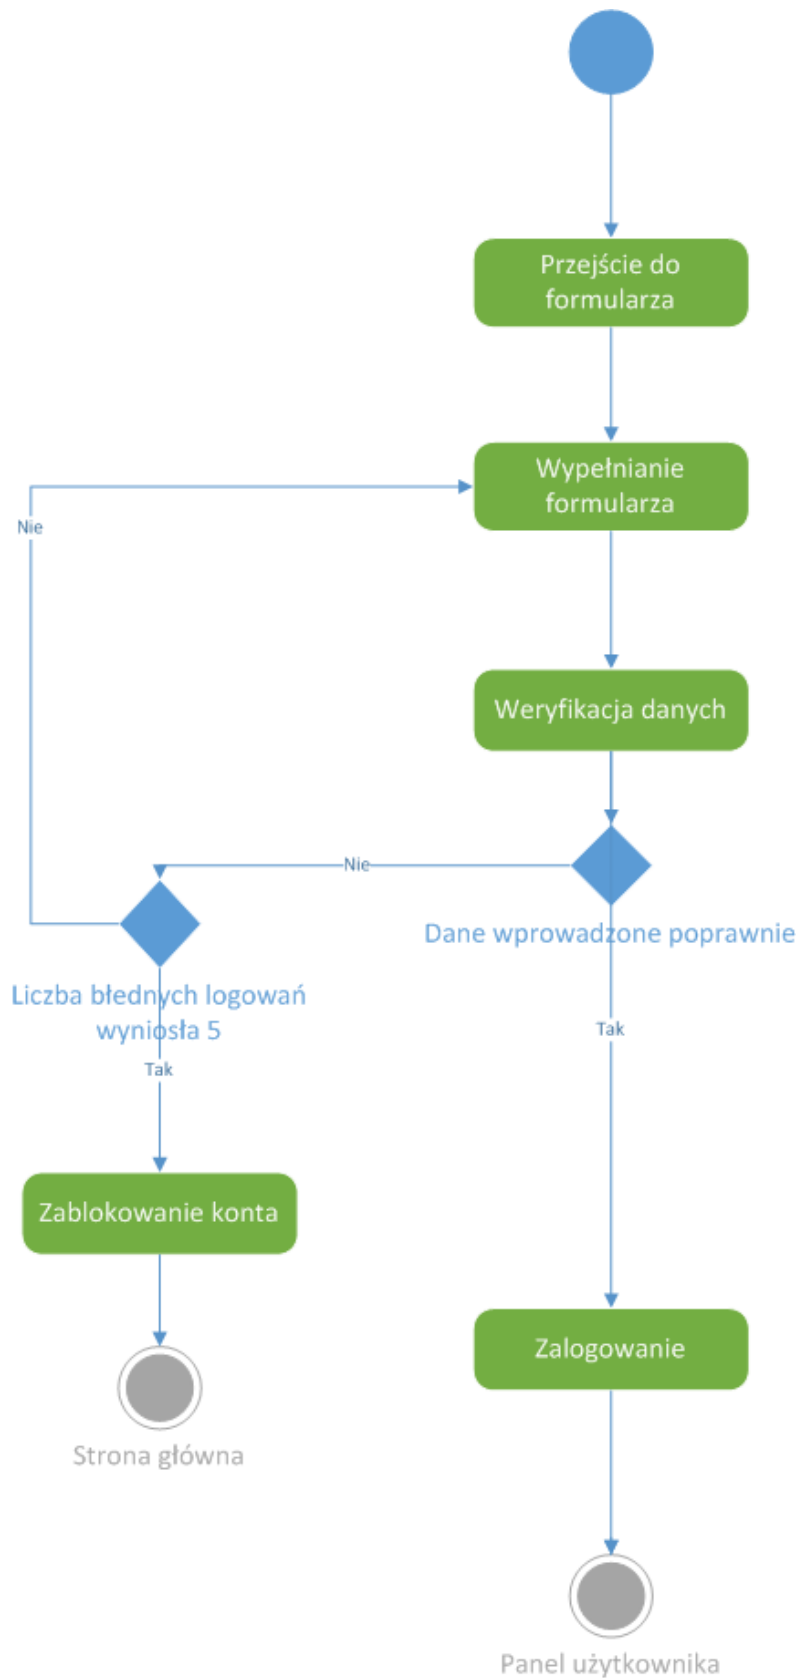 Przejście do
formularza
Wypełnianie
formularza
Nie
Weryfikacja danych
Nie
Dane wprowadzone poprawnie
Liczba błednych logowań
wyniosła 5
Tak
Tak
Zablokowanie konta
Zalogowanie
Strona główna
Panel użytkownika